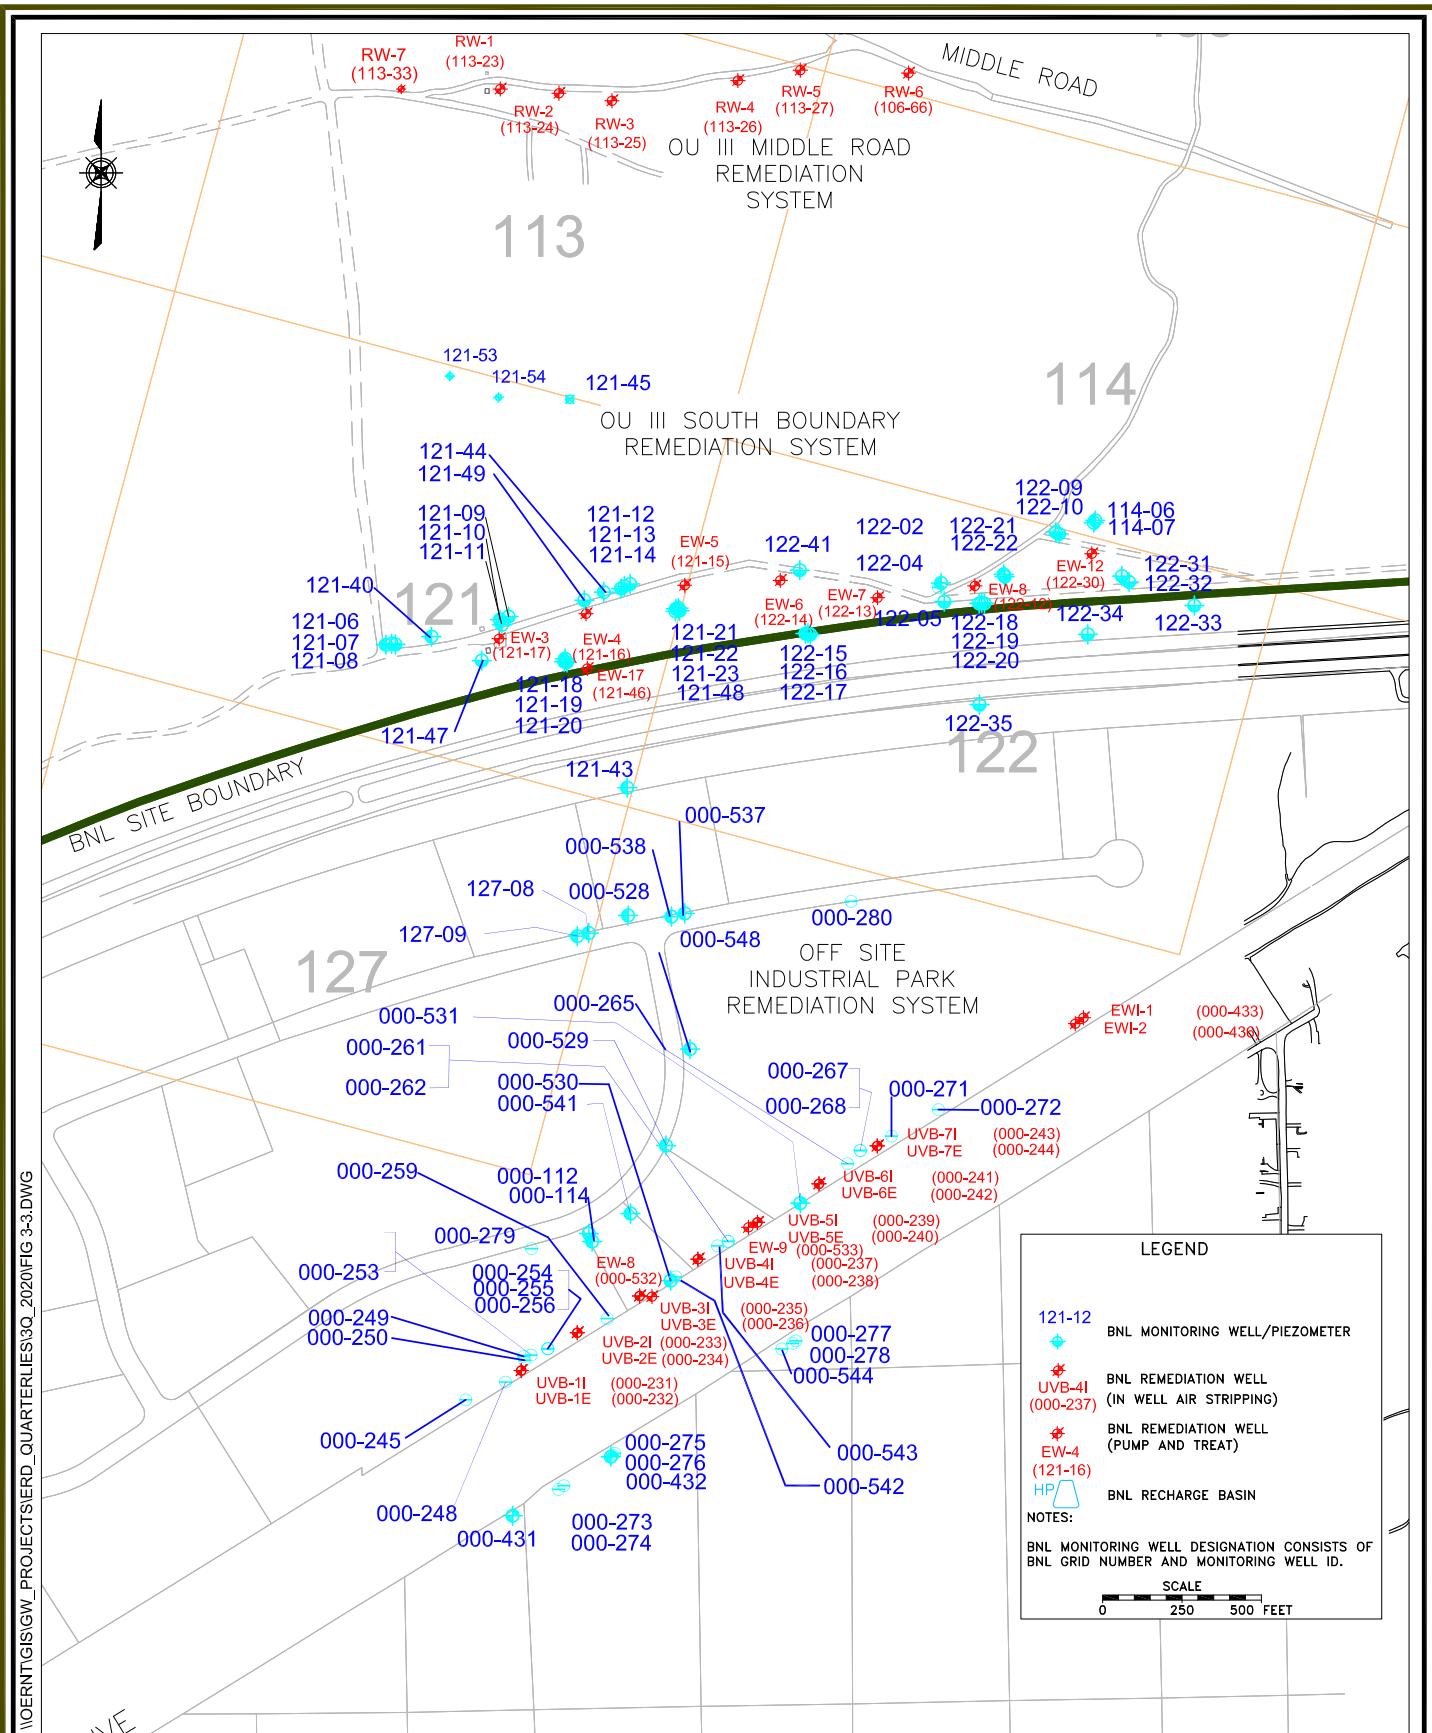 MIDDLE ROAD
RW-1
(113-23)
RW-7
(113-33)
RW-2
(113-24)
RW-3
(113-25)
RW-4
(113-26)
RW-5
(113-27)
RW-6
(106-66)
OU III MIDDLE ROAD
REMEDIATION
SYSTEM
113
114
121-53
121-54
121-45
OU III SOUTH BOUNDARY
REMEDIATION SYSTEM
121-44
121-49
121-09
121-10
121-11
121-12
121-13
121-14
EW-5
(121-15)
122-41
122-02
122-04
122-21
122-22
122-09
122-10
114-06
114-07
EW-12
(122-30)
122-31
122-32
121-40
121
121-06
121-07
121-08
EW-3
(121-17)
EW-4
(121-16)
EW-17
(121-46)
EW-6
(122-14)
EW-7
(122-13)
122-05
EW-8
(122-12)
122-34
122-33
121-21
121-22
121-23
121-48
122-15
122-16
122-17
122-18
122-19
122-20
121-18
121-19
121-20
121-47
122-35
122
121-43
BNL SITE BOUNDARY
000-537
000-538
127-08
000-528
127-09
000-280
000-548
127
OFF SITE
INDUSTRIAL PARK
REMEDIATION SYSTEM
000-265
000-531
000-529
000-261
000-262
EWI-1 (000-433)
EWI-2
000-530
000-541
000-267
000-268
000-271
000-272
UVB-7I (000-243)
UVB-7E (000-244)
000-259
000-112
000-114
UVB-6I (000-241)
UVB-6E (000-242)
000-279
000-253
000-254
000-255
000-256
EW-8
(000-532)
UVB-5I (000-239)
UVB-5E (000-240)
EW-9 (000-533)
UVB-4I (000-237)
UVB-4E (000-238)
000-249
000-250
UVB-3I (000-235)
UVB-3E (000-236)
UVB-2I (000-233)
UVB-2E (000-234)
000-277
000-278
000-544
UVB-1I (000-231)
UVB-1E (000-232)
000-245
000-275
000-276
000-432
000-543
000-542
000-248
000-431
000-273
000-274
LEGEND
121-12
BNL MONITORING WELL/PIEZOMETER
UVB-4I
(000-237)
BNL REMEDIATION WELL
(IN WELL AIR STRIPPING)
EW-4
(121-16)
BNL REMEDIATION WELL
(PUMP AND TREAT)
HP
BNL RECHARGE BASIN
NOTES:
BNL MONITORING WELL DESIGNATION CONSISTS OF
BNL GRID NUMBER AND MONITORING WELL ID.
SCALE
0 250 500 FEET
\\OERNT\GIS\GW_PROJECTS\ERD_QUARTERLIES\3Q_2020\FIG 3-3.DWG